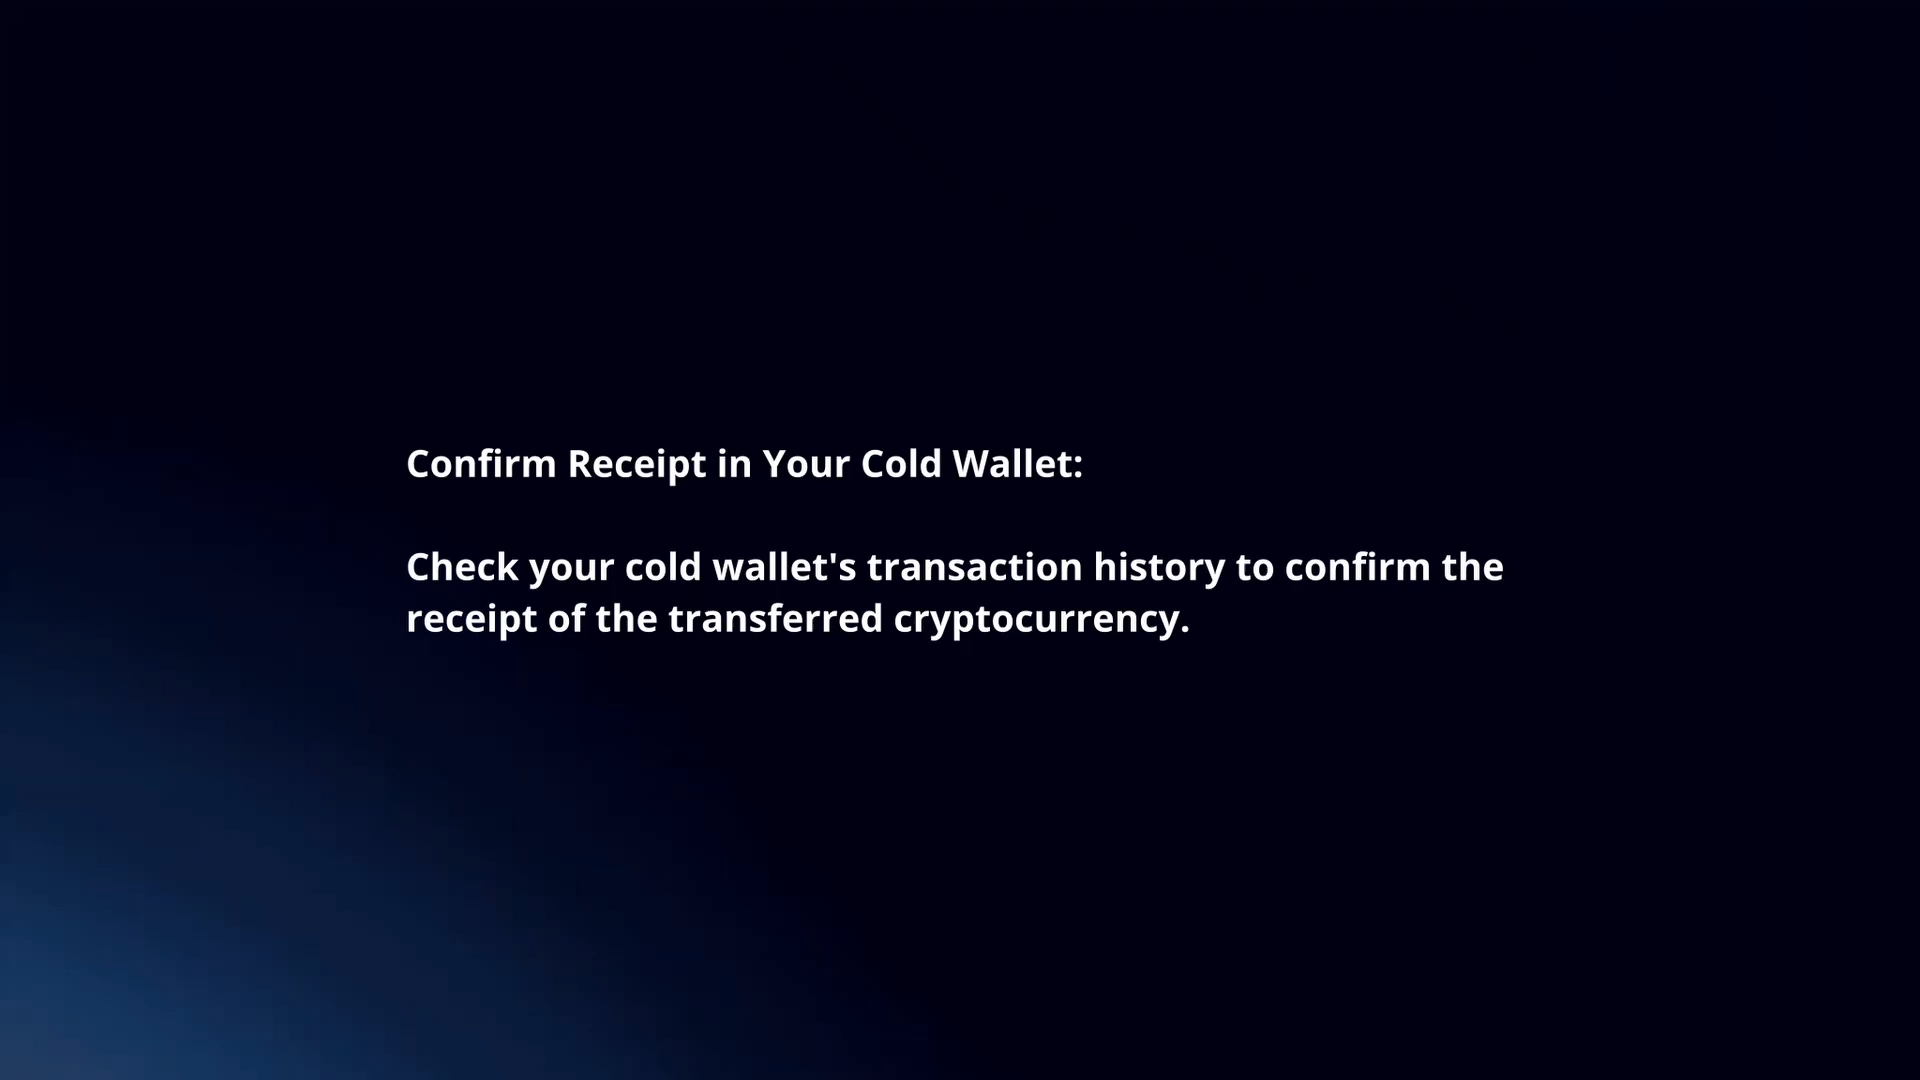 Confirm Receipt in Your Cold Wallet:
Check your cold wallet's transaction history to confirm the
receipt of the transferred cryptocurrency.